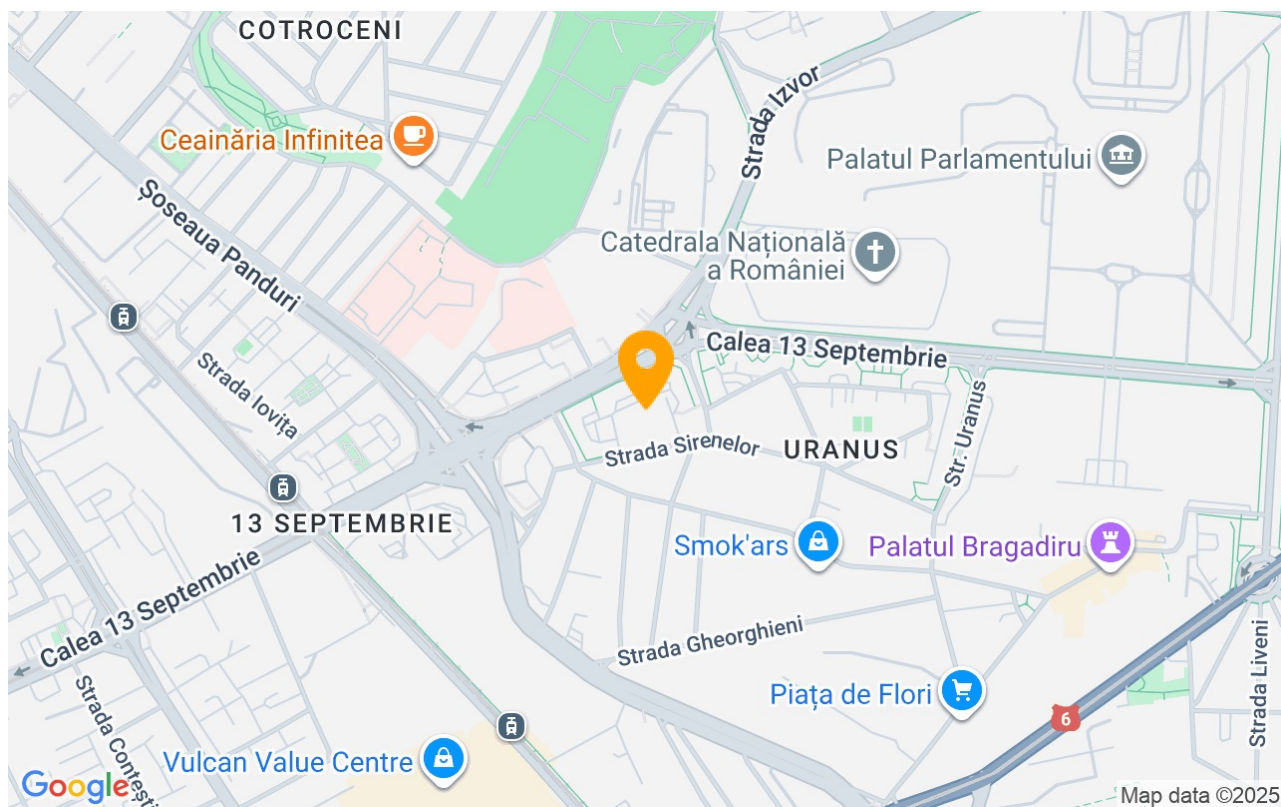 COTROCENI
Strada Izvor
Ceainăria Infinitea
Palatul Parlamentului
Șoseaua Panduri
Catedrala Națională
a României
Calea 13 Septembrie
Strada Iovița
Str. Uranus
Strada Sirenelor
URANUS
13 SEPTEMBRIE
Smok'ars
Palatul Bragadiru
Calea 13 Septembrie
Strada Gheorghieni
Strada Liveni
Piața de Flori
6
Strada Contești
Vulcan Value Centre
Google
Map data ©2025